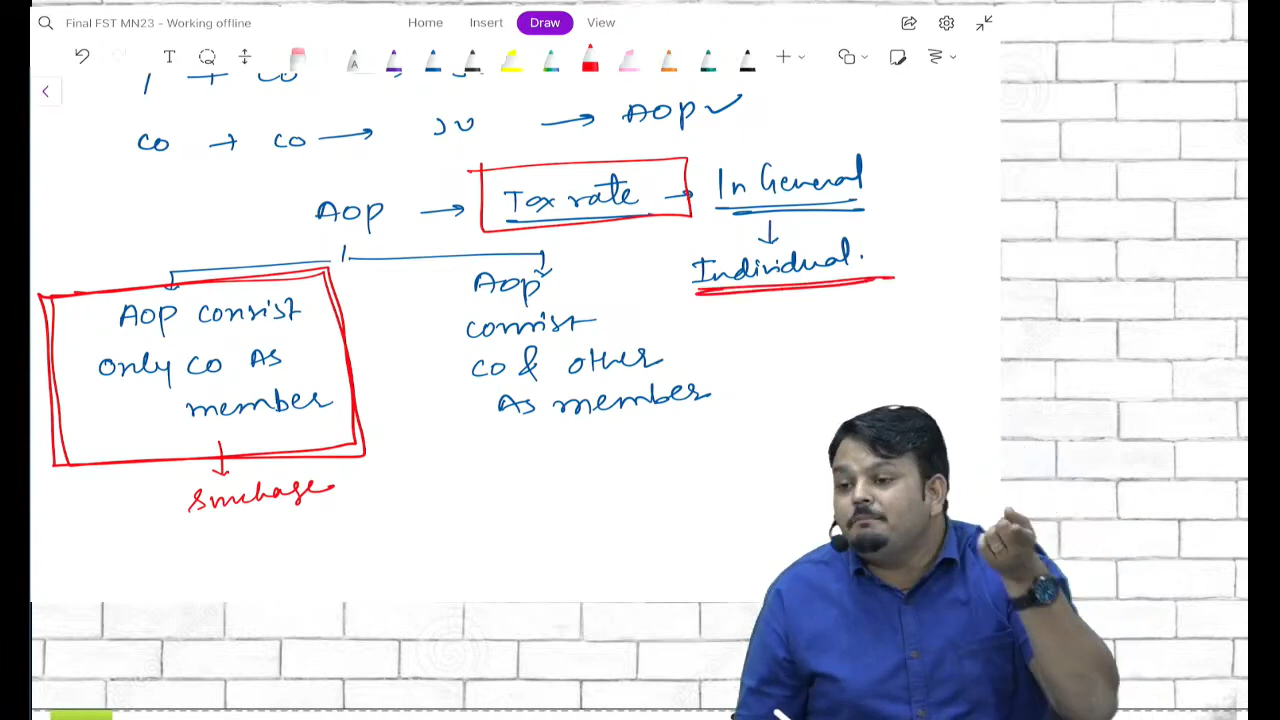 Final FST MN23 - Working offline
Home Insert Draw View
co + co → JV → AOP ✓
AOP → Tax rate → In General
↓
Individual.
AOP consist
only co As
member
↓
surcharge
AOP
consist
co & other
As member